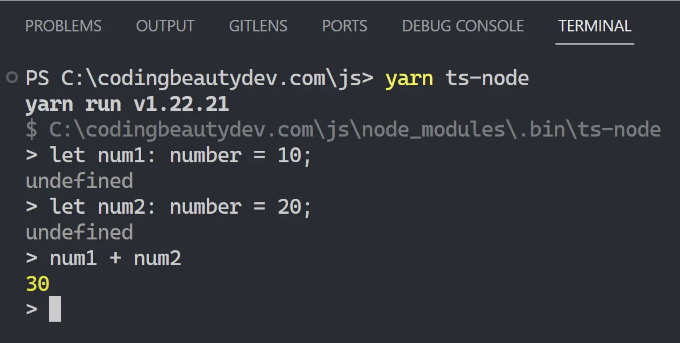 PROBLEMS OUTPUT GITLENS PORTS DEBUG CONSOLE TERMINAL
PS C:\codingbeautydev.com\js> yarn ts-node
yarn run v1.22.21
$ C:\codingbeautydev.com\js\node_modules\.bin\ts-node
> let num1: number = 10;
undefined
> let num2: number = 20;
undefined
> num1 + num2
30
>